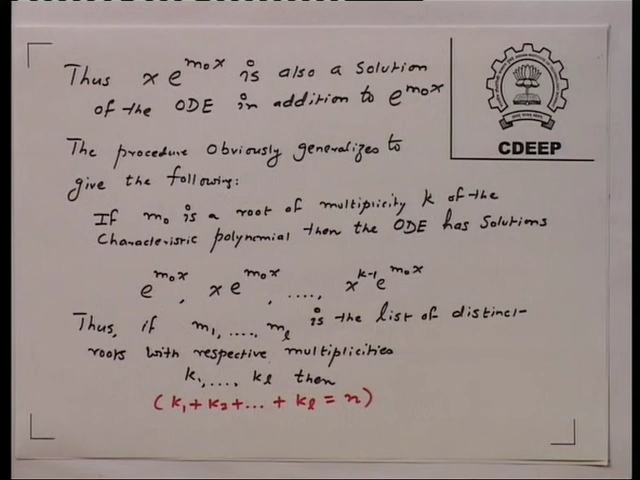 Thus x e^{m₀x} is also a solution
of the ODE in addition to e^{m₀x}
CDEEP
The procedure obviously generalizes to
give the following:
If m₀ is a root of multiplicity k of the
characteristic polynomial then the ODE has solutions
e^{m₀x}, x e^{m₀x}, ...., x^{k-1} e^{m₀x}
Thus, if m₁, ...., m_ℓ is the list of distinct
roots with respective multiplicities
k₁, .... k_ℓ then
(k₁ + k₂ + ... + k_ℓ = n)